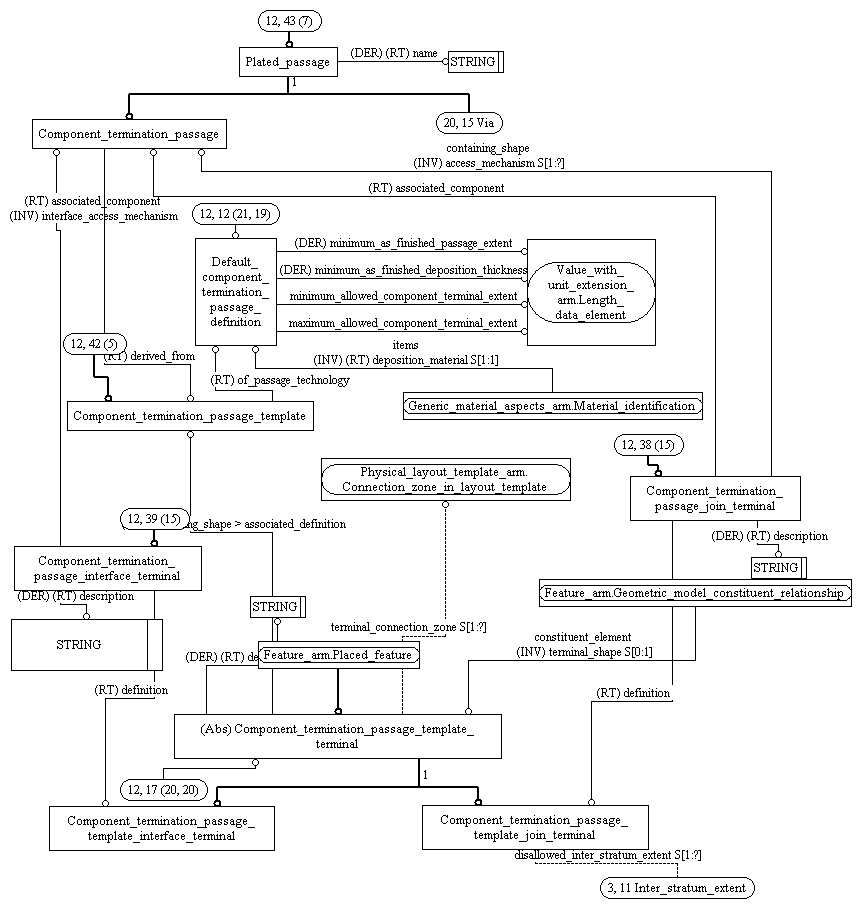 12, 43 (7)
(DER) (RT) name
Plated_passage
STRING
1
20, 15 Via
Component_termination_passage
containing_shape
(INV) access_mechanism S[1:?]
(RT) associated_component
(RT) associated_component
(INV) interface_access_mechanism
12, 12 (21, 19)
Default_
component_
termination_
passage_
definition
(DER) minimum_as_finished_passage_extent
(DER) minimum_as_finished_deposition_thickness
minimum_allowed_component_terminal_extent
maximum_allowed_component_terminal_extent
Value_with_
unit_extension_
arm.Length_
data_element
12, 42 (5)
(RT) derived_from
items
(INV) (RT) deposition_material S[1:1]
(RT) of_passage_technology
Component_termination_passage_template
Generic_material_aspects_arm.Material_identification
12, 38 (15)
Physical_layout_template_arm.
Connection_zone_in_layout_template
Component_termination_
passage_join_terminal
12, 39 (15)
ng_shape > associated_definition
(DER) (RT) description
Component_termination_
passage_interface_terminal
STRING
(DER) (RT) description
Feature_arm.Geometric_model_constituent_relationship
STRING
STRING
terminal_connection_zone S[1:?]
constituent_element
(INV) terminal_shape S[0:1]
(DER) (RT) de
Feature_arm.Placed_feature
(RT) definition
(RT) definition
(Abs) Component_termination_passage_template_
terminal
1
12, 17 (20, 20)
Component_termination_passage_
template_interface_terminal
Component_termination_passage_
template_join_terminal
disallowed_inter_stratum_extent S[1:?]
3, 11 Inter_stratum_extent